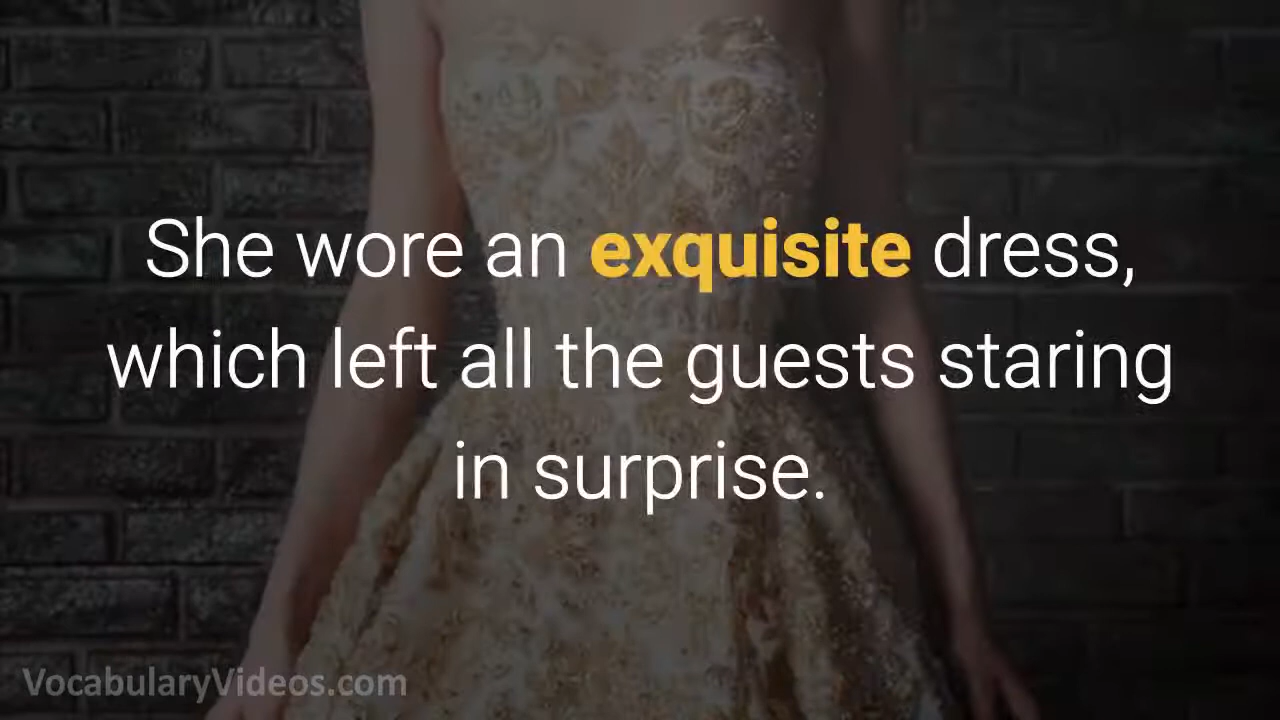 She wore an exquisite dress,
which left all the guests staring
in surprise.
VocabularyVideos.com